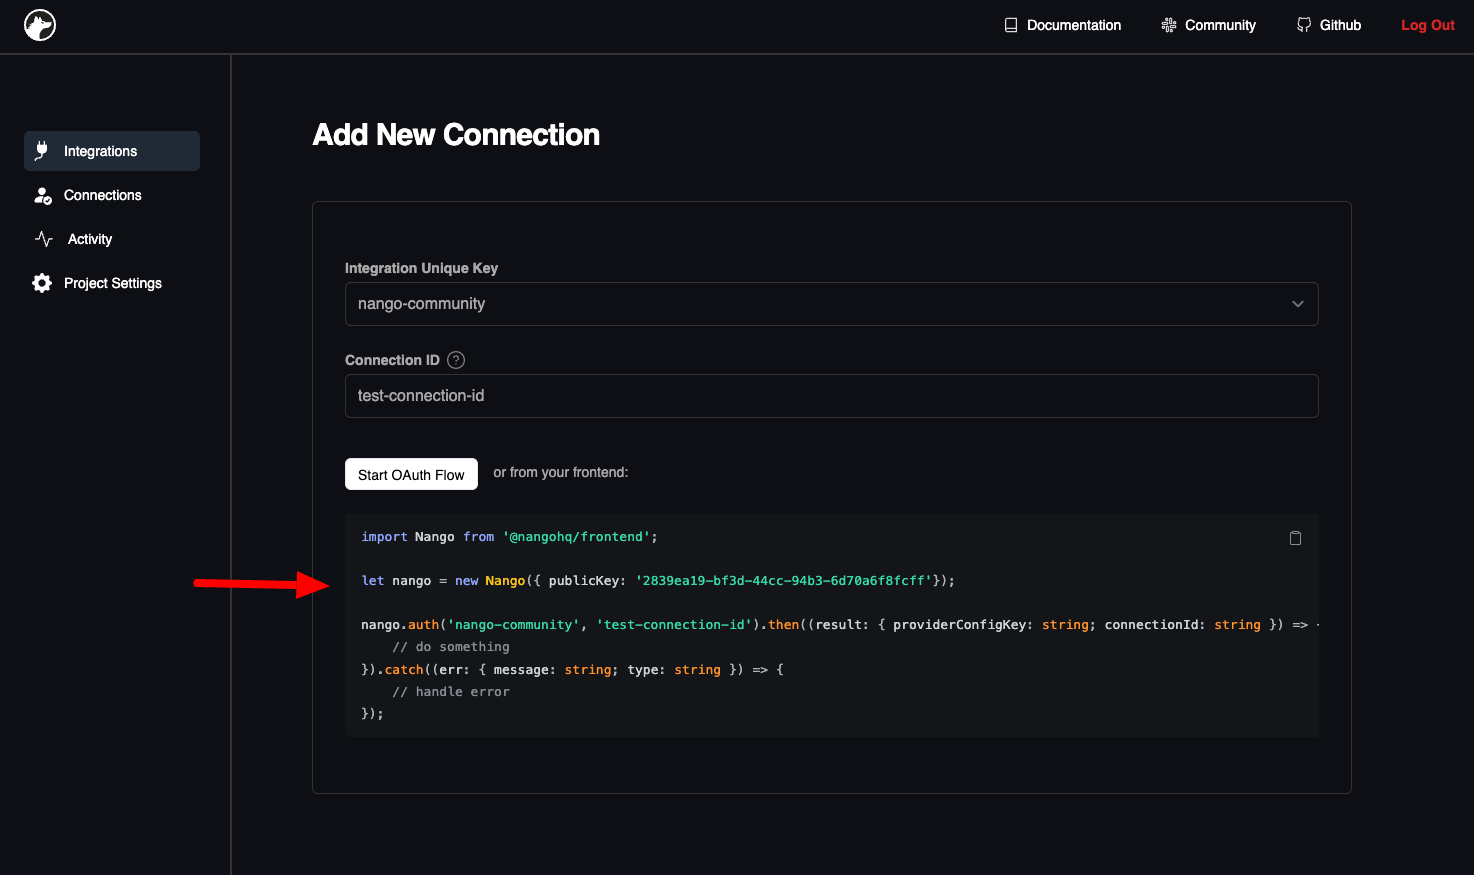 Documentation
Community
Github
Log Out
Integrations
Connections
Activity
Project Settings
Add New Connection
Integration Unique Key
nango-community
Connection ID ?
test-connection-id
Start OAuth Flow
or from your frontend:
import Nango from '@nangohq/frontend';
let nango = new Nango({ publicKey: '2839ea19-bf3d-44cc-94b3-6d70a6f8fcff'});
nango.auth('nango-community', 'test-connection-id').then((result: { providerConfigKey: string; connectionId: string }) =>
// do something
}).catch((err: { message: string; type: string }) => {
// handle error
});